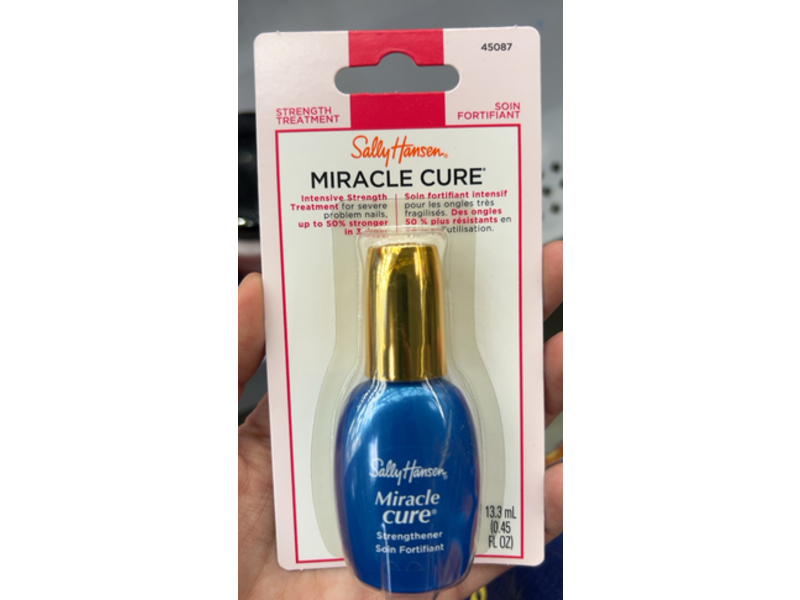 45087
STRENGTH
TREATMENT
SOIN
FORTIFIANT
Sally Hansen®
MIRACLE CURE®
Intensive Strength
Treatment for severe
problem nails,
up to 50% stronger
in 3
Soin fortifiant intensif
pour les ongles très
fragilisés. Des ongles
50 % plus résistants en
utilisation.
Sally Hansen®
Miracle
cure®
Strengthener
Soin Fortifiant
13.3 mL
(0.45
FL OZ)